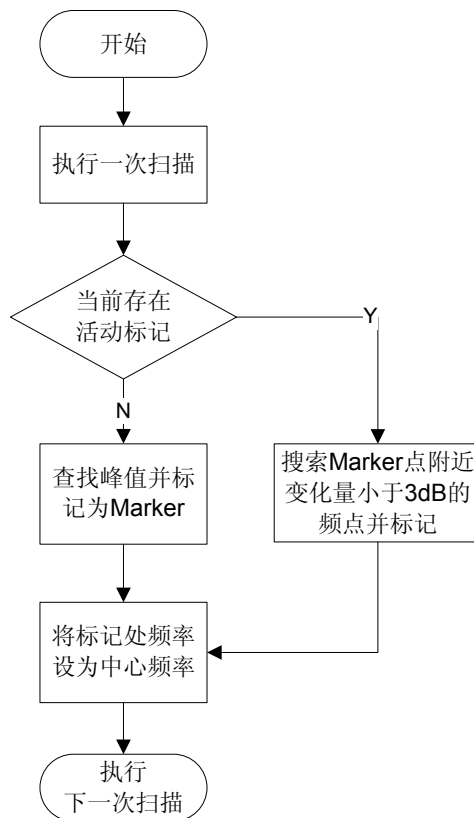 开始
执行一次扫描
当前存在
活动标记
Y
N
查找峰值并标
记为Marker
搜索Marker点附近
变化量小于3dB的
频点并标记
将标记处频率
设为中心频率
执行
下一次扫描